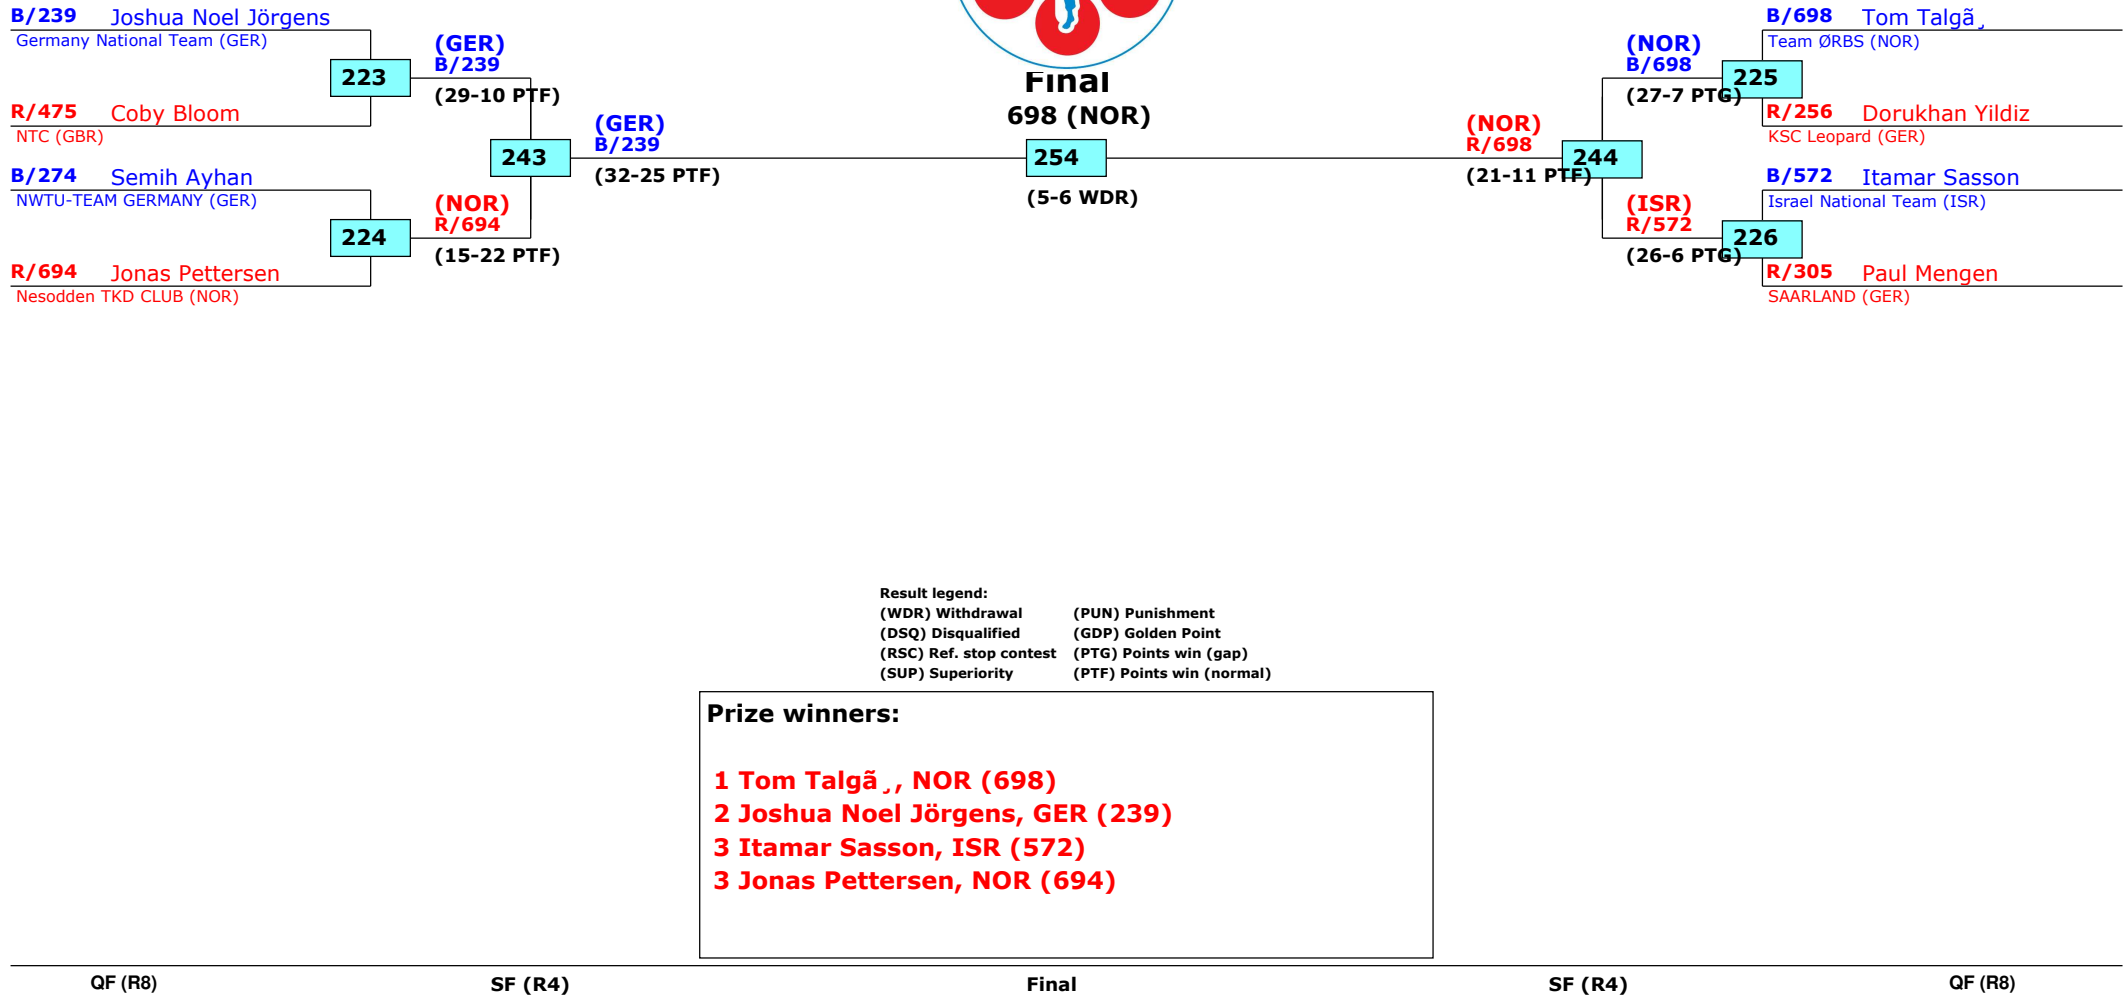 B/239 Joshua Noel Jörgens
Germany National Team (GER)
223
R/475 Coby Bloom
NTC (GBR)
B/274 Semih Ayhan
NWTU-TEAM GERMANY (GER)
224
R/694 Jonas Pettersen
Nesodden TKD CLUB (NOR)
(GER)
B/239
(29-10 PTF)
243
(NOR)
R/694
(15-22 PTF)
(GER)
B/239
(32-25 PTF)
Final
698 (NOR)
254
(5-6 WDR)
(NOR)
R/698
(21-11 PTF)
244
(NOR)
B/698
(27-7 PTG)
(ISR)
R/572
(26-6 PTG)
B/698 Tom Talgã¸
Team ØRBS (NOR)
225
R/256 Dorukhan Yildiz
KSC Leopard (GER)
B/572 Itamar Sasson
Israel National Team (ISR)
226
R/305 Paul Mengen
SAARLAND (GER)
Result legend:
(WDR) Withdrawal (PUN) Punishment
(DSQ) Disqualified (GDP) Golden Point
(RSC) Ref. stop contest (PTG) Points win (gap)
(SUP) Superiority (PTF) Points win (normal)
Prize winners:
1 Tom Talgã¸, NOR (698)
2 Joshua Noel Jörgens, GER (239)
3 Itamar Sasson, ISR (572)
3 Jonas Pettersen, NOR (694)
QF (R8) SF (R4) Final SF (R4) QF (R8)